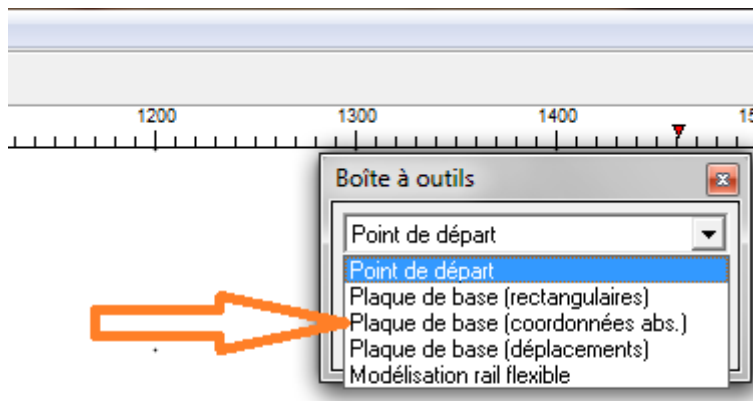 1200 1300 1400 15
Boîte à outils
Point de départ
Point de départ
Plaque de base (rectangulaires)
Plaque de base (coordonnées abs.)
Plaque de base (déplacements)
Modélisation rail flexible